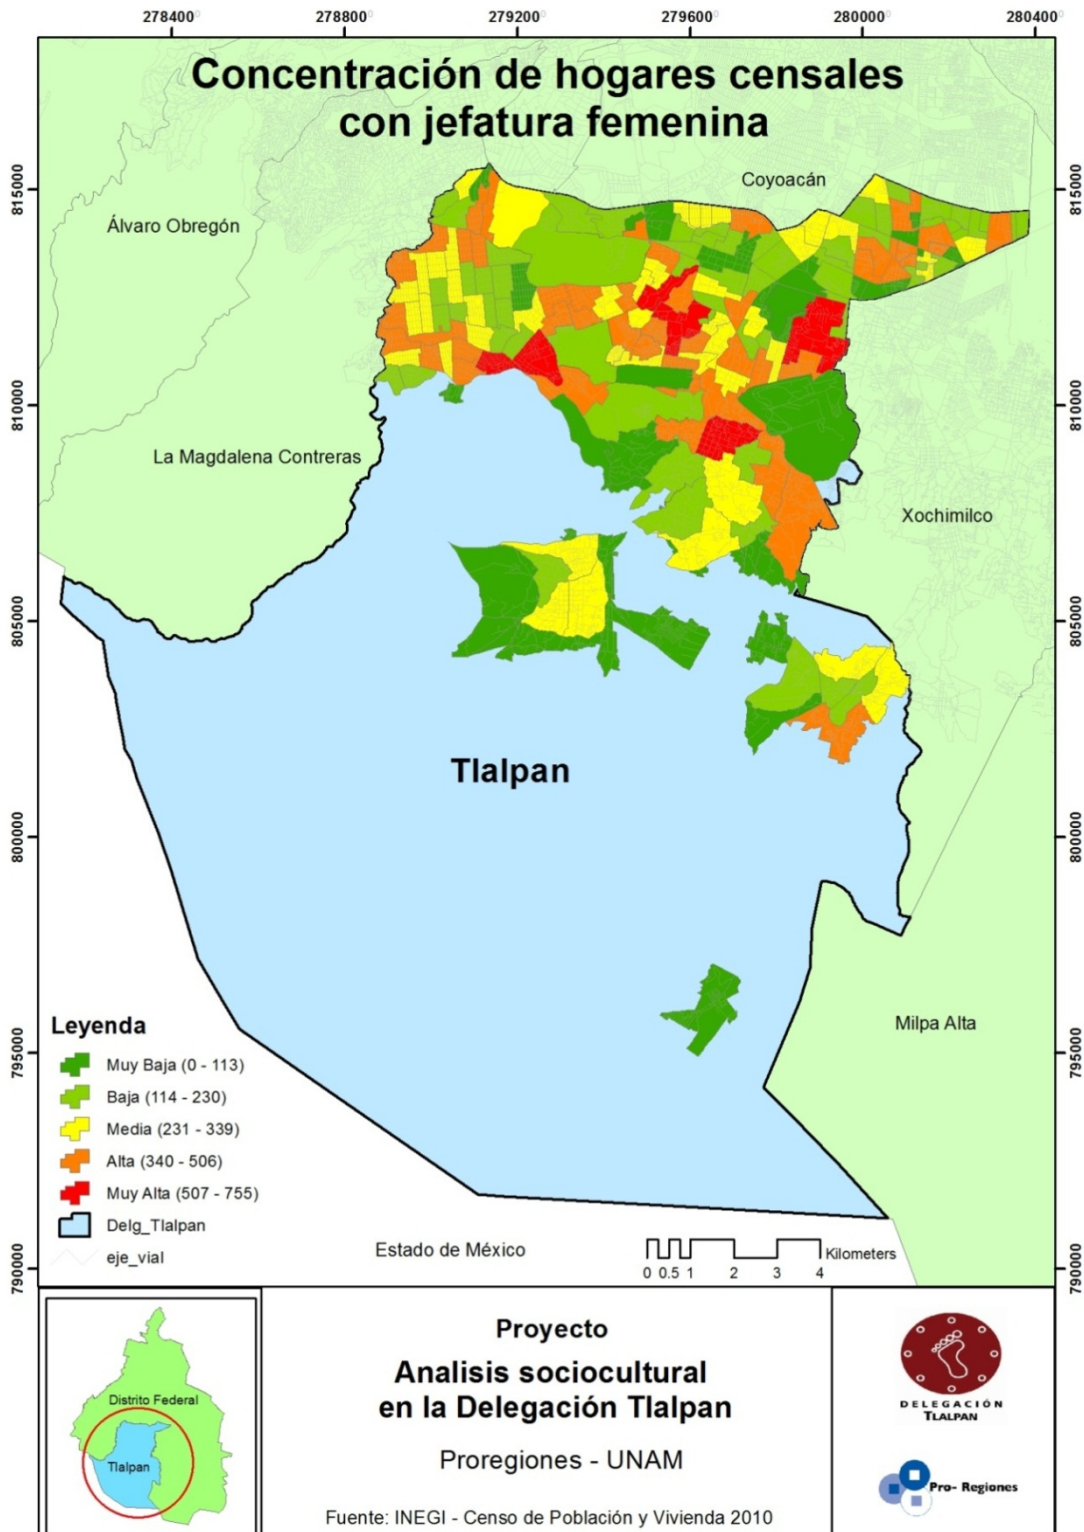 278400
278800
279200
279600
280000
280400
Concentración de hogares censales
con jefatura femenina
815000
815000
Coyoacán
Álvaro Obregón
810000
810000
La Magdalena Contreras
Xochimilco
805000
805000
Tlalpan
800000
800000
Milpa Alta
795000
795000
Leyenda
Muy Baja (0 - 113)
Baja (114 - 230)
Media (231 - 339)
Alta (340 - 506)
Muy Alta (507 - 755)
Delg_Tlalpan
eje_vial
Estado de México
Kilometers
0 0.5 1 2 3 4
790000
790000
Distrito Federal
Tlalpan
Proyecto
Analisis sociocultural
en la Delegación Tlalpan
Proregiones - UNAM
Fuente: INEGI - Censo de Población y Vivienda 2010
DELEGACIÓN
TLALPAN
Pro- Regiones